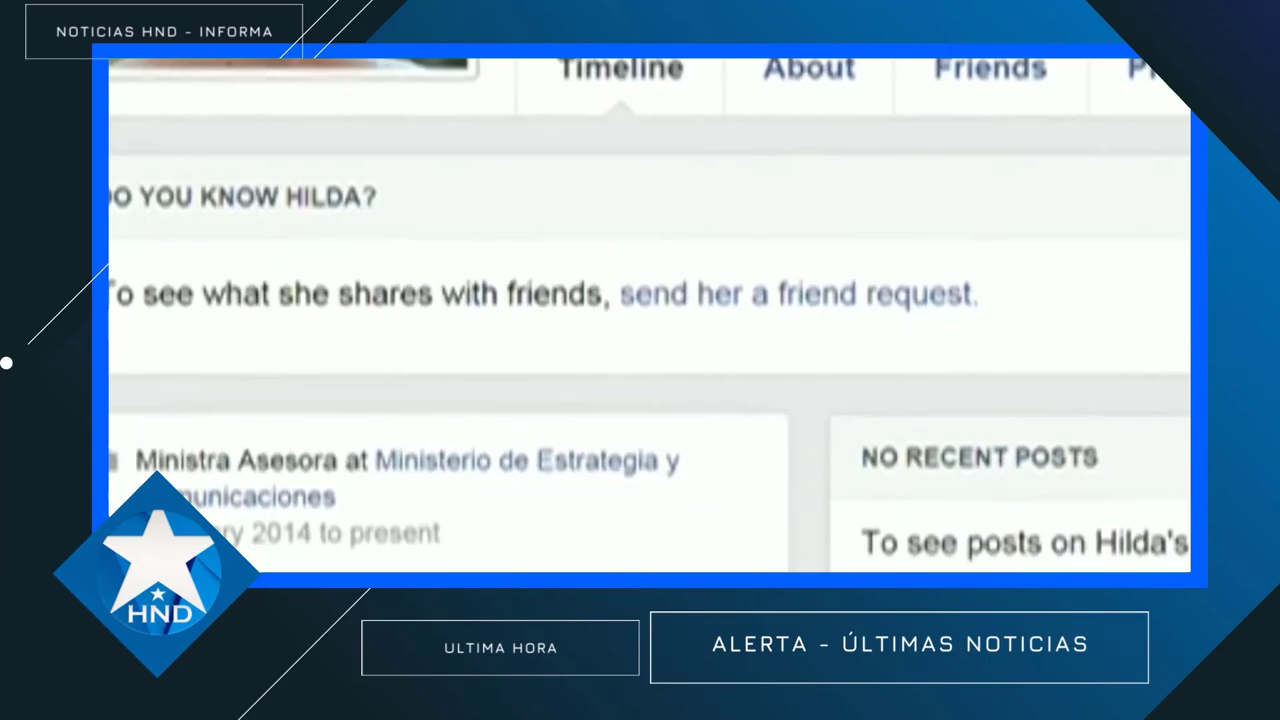 NOTICIAS HND - INFORMA
Timeline About Friends
DO YOU KNOW HILDA?
To see what she shares with friends, send her a friend request.
Ministra Asesora at Ministerio de Estrategia y
2014 to present
NO RECENT POSTS
To see posts on Hilda's
HND
ULTIMA HORA
ALERTA - ÚLTIMAS NOTICIAS